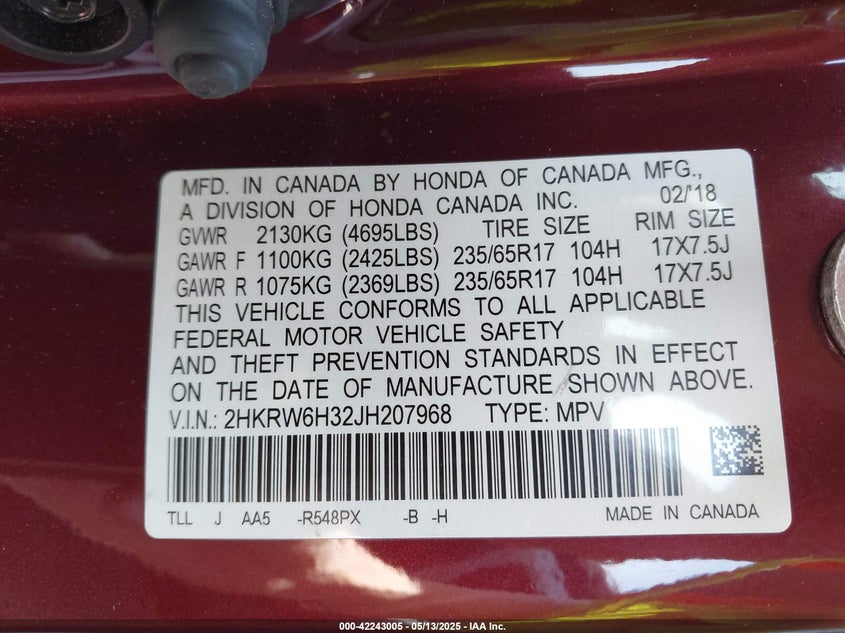 MFD. IN CANADA BY HONDA OF CANADA MFG.,
A DIVISION OF HONDA CANADA INC. 02/'18
GVWR 2130KG (4695LBS) TIRE SIZE RIM SIZE
GAWR F 1100KG (2425LBS) 235/65R17 104H 17X7.5J
GAWR R 1075KG (2369LBS) 235/65R17 104H 17X7.5J
THIS VEHICLE CONFORMS TO ALL APPLICABLE
FEDERAL MOTOR VEHICLE SAFETY
AND THEFT PREVENTION STANDARDS IN EFFECT
ON THE DATE OF MANUFACTURE SHOWN ABOVE.
V.I.N.: 2HKRW6H32JH207968 TYPE: MPV
TLL J AA5 -R548PX -B -H MADE IN CANADA
000-42243005 - 05/13/2025 - IAA Inc.